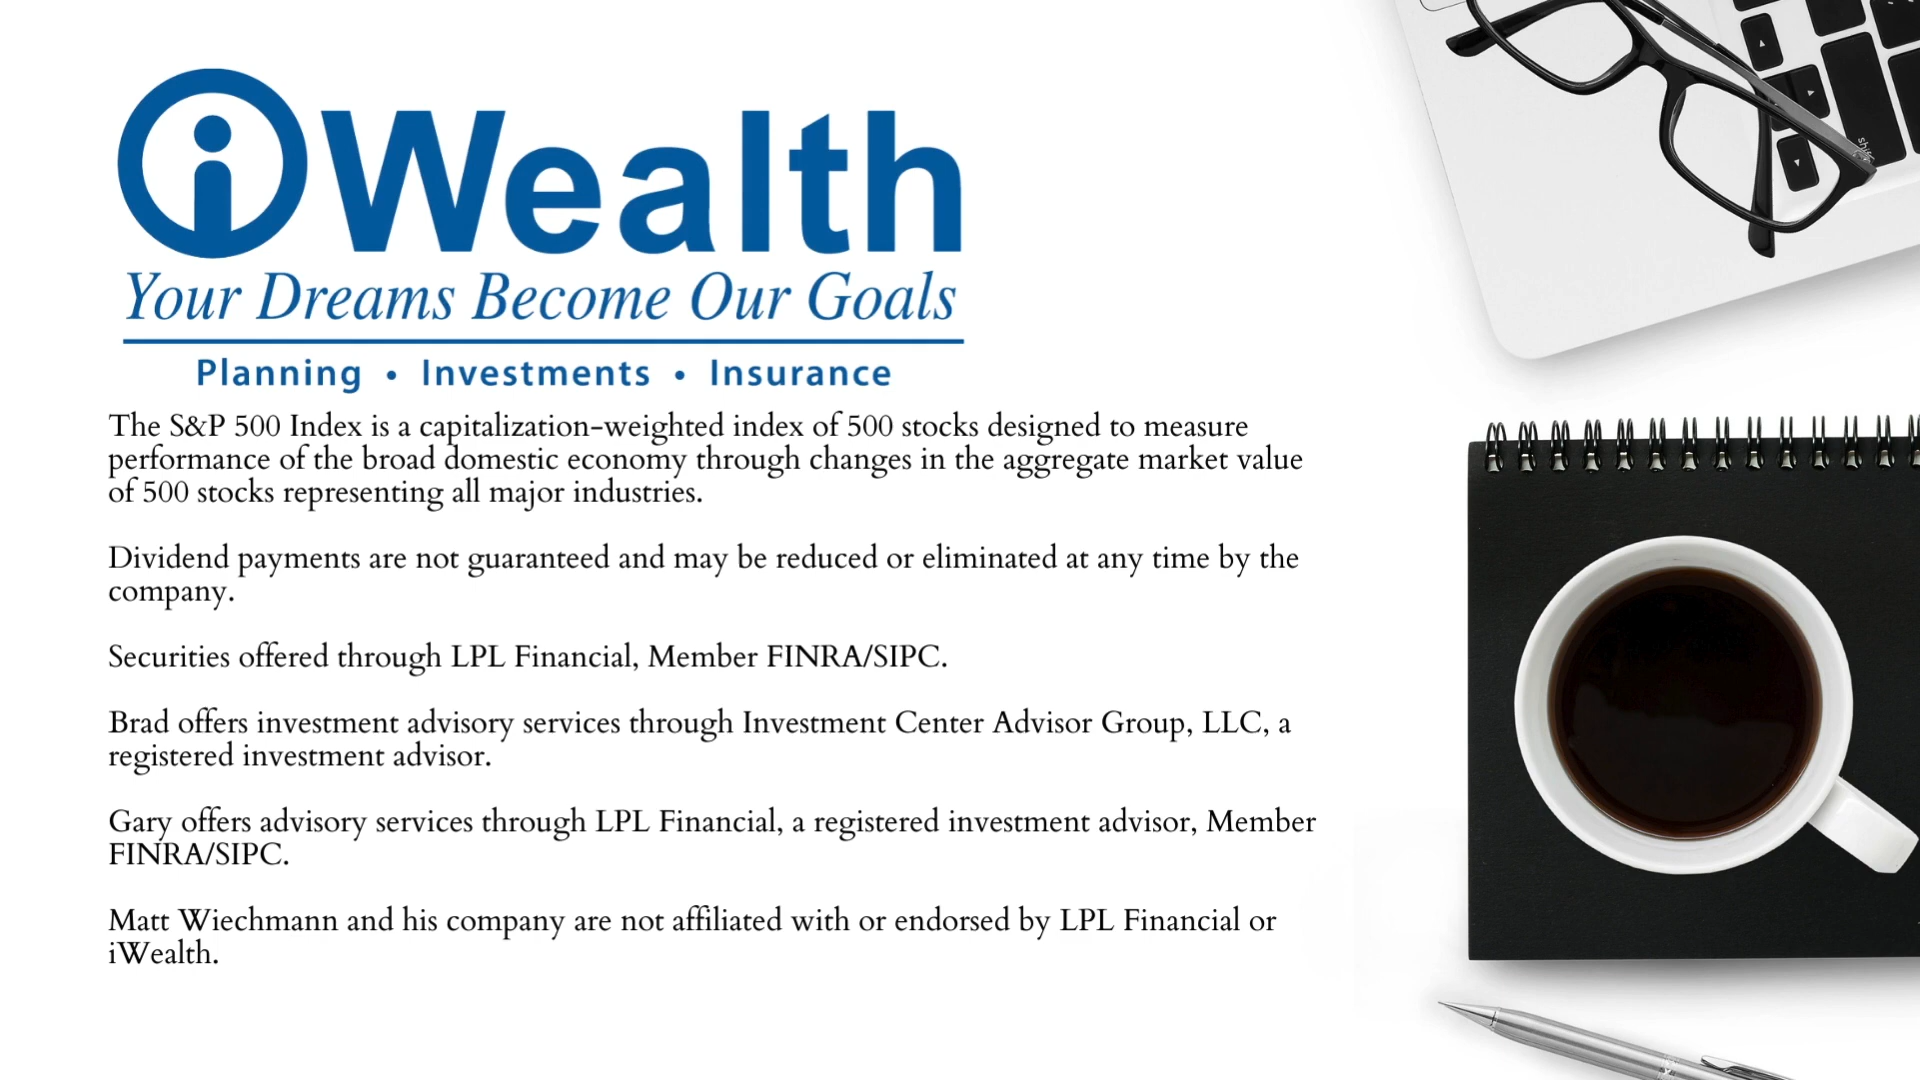 iWealth
Your Dreams Become Our Goals
Planning • Investments • Insurance
The S&P 500 Index is a capitalization-weighted index of 500 stocks designed to measure
performance of the broad domestic economy through changes in the aggregate market value
of 500 stocks representing all major industries.
Dividend payments are not guaranteed and may be reduced or eliminated at any time by the
company.
Securities offered through LPL Financial, Member FINRA/SIPC.
Brad offers investment advisory services through Investment Center Advisor Group, LLC, a
registered investment advisor.
Gary offers advisory services through LPL Financial, a registered investment advisor, Member
FINRA/SIPC.
Matt Wiechmann and his company are not affiliated with or endorsed by LPL Financial or
iWealth.
shift